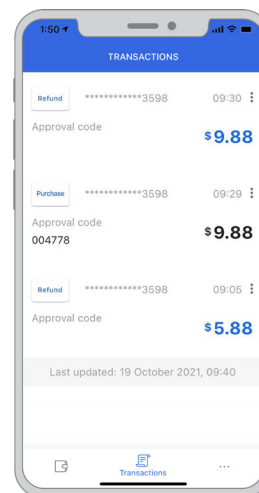 1:50
TRANSACTIONS
Refund ************3598 09:30
Approval code
$9.88
Purchase ************3598 09:29
Approval code
004778
$9.88
Refund ************3598 09:05
Approval code
$5.88
Last updated: 19 October 2021, 09:40
Transactions